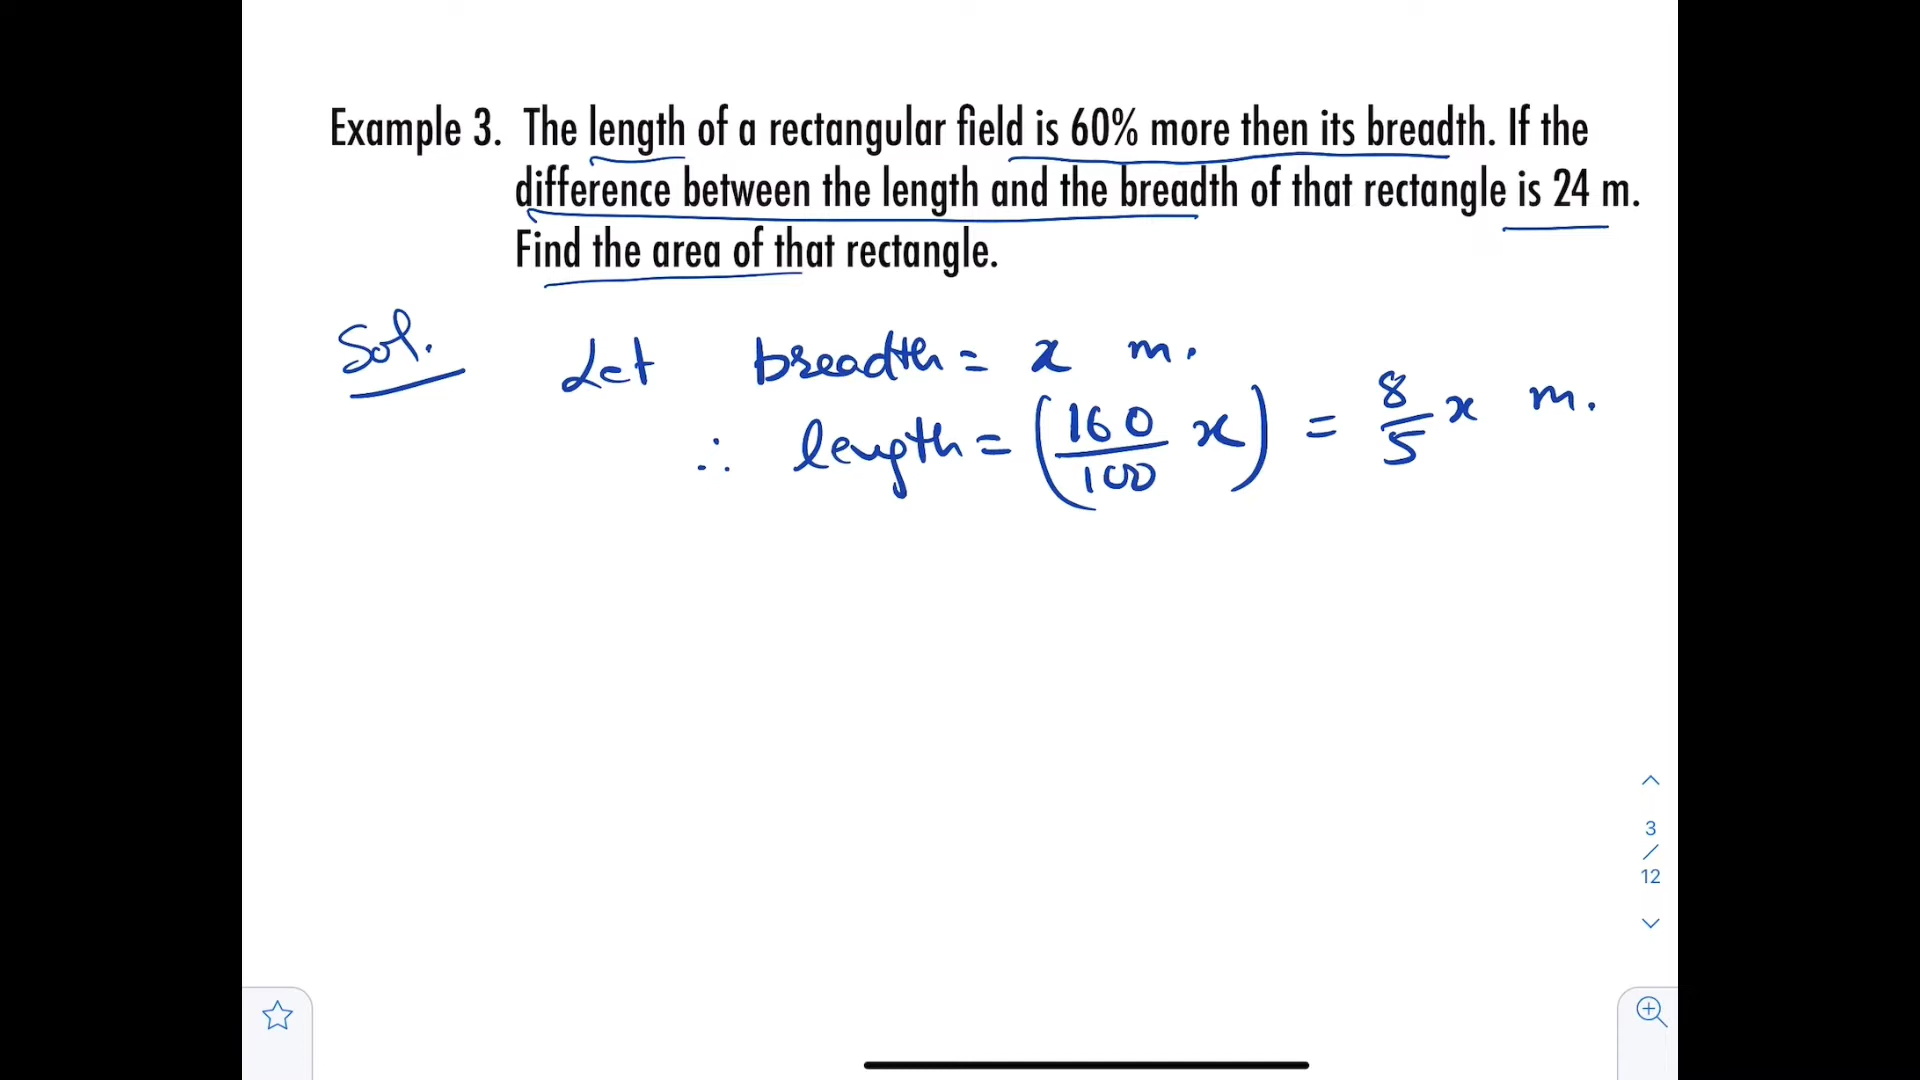 Example 3. The length of a rectangular field is 60% more then its breadth. If the
difference between the length and the breadth of that rectangle is 24 m.
Find the area of that rectangle.
Sol. Let breadth = x m.
∴ length = (160/100 x) = 8/5 x m.
3
/
12